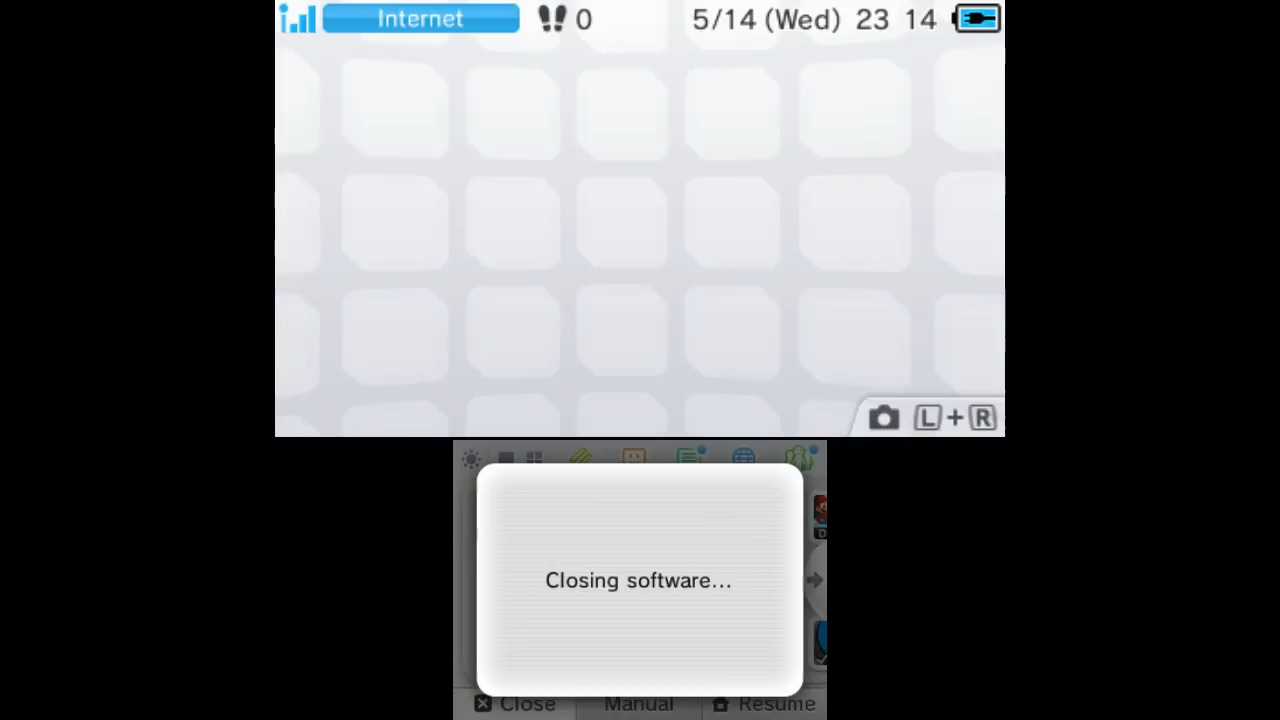 Internet 0 5/14 (Wed) 23 14
L + R
D
Closing software...
Close Manual Resume